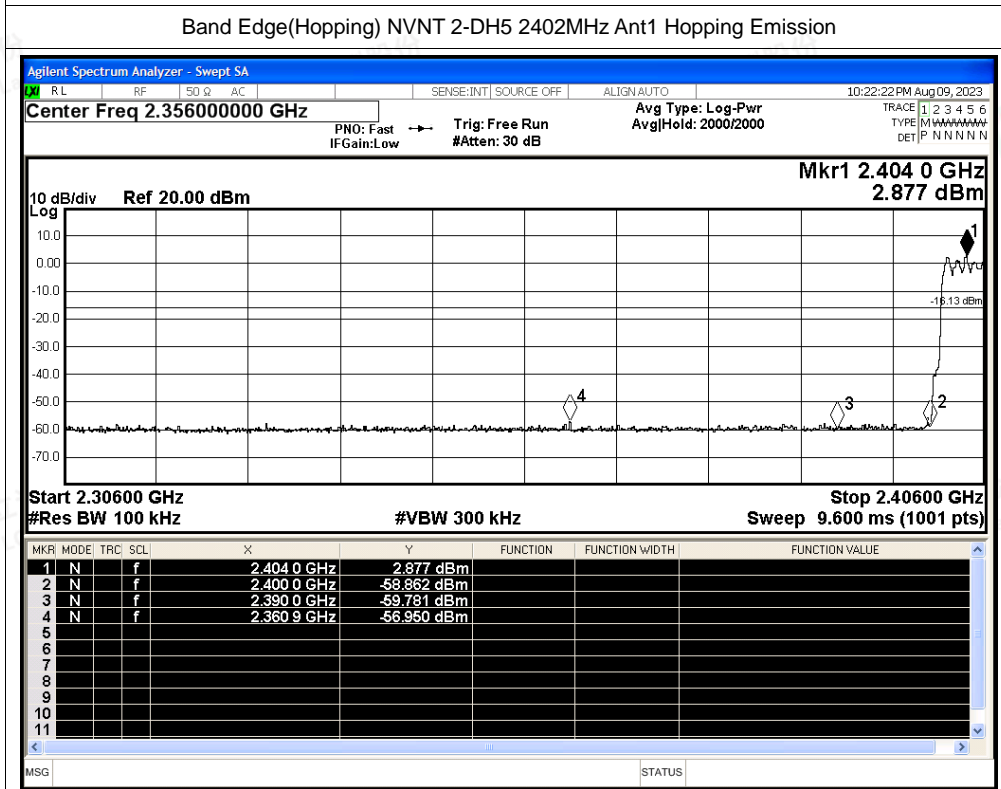 Band Edge(Hopping) NVNT 2-DH5 2402MHz Ant1 Hopping Emission
Agilent Spectrum Analyzer - Swept SA
LXI RL RF 50 Ω AC SENSE:INT SOURCE OFF ALIGNAUTO 10:22:22 PM Aug 09, 2023
Center Freq 2.356000000 GHz Avg Type: Log-Pwr TRACE 1 2 3 4 5 6
PNO: Fast Trig: Free Run Avg|Hold: 2000/2000 TYPE M
IFGain:Low #Atten: 30 dB DET P N N N N N
Mkr1 2.404 0 GHz
10 dB/div Ref 20.00 dBm 2.877 dBm
Log
10.0
1
0.00
-10.0
-16.13 dBm
-20.0
-30.0
-40.0
-50.0
4 3 2
-60.0
-70.0
Start 2.30600 GHz Stop 2.40600 GHz
#Res BW 100 kHz #VBW 300 kHz Sweep 9.600 ms (1001 pts)
MKR MODE TRC SCL X Y FUNCTION FUNCTION WIDTH FUNCTION VALUE
1 N f 2.404 0 GHz 2.877 dBm
2 N f 2.400 0 GHz -58.862 dBm
3 N f 2.390 0 GHz -59.781 dBm
4 N f 2.360 9 GHz -56.950 dBm
5
6
7
8
9
10
11
MSG STATUS